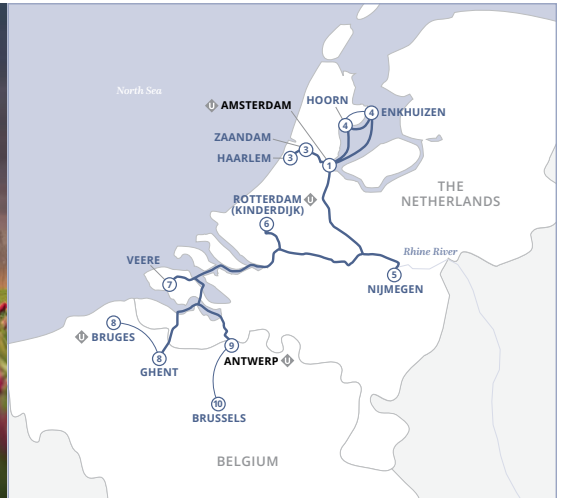 North Sea
U AMSTERDAM
HOORN
4
4 ENKHUIZEN
ZAANDAM
3
HAARLEM 3
1
THE
NETHERLANDS
ROTTERDAM U
(KINDERDIJK)
6
Rhine River
VEERE
7
5
NIJMEGEN
8
U BRUGES
8
GHENT
9
ANTWERP U
10
BRUSSELS
BELGIUM